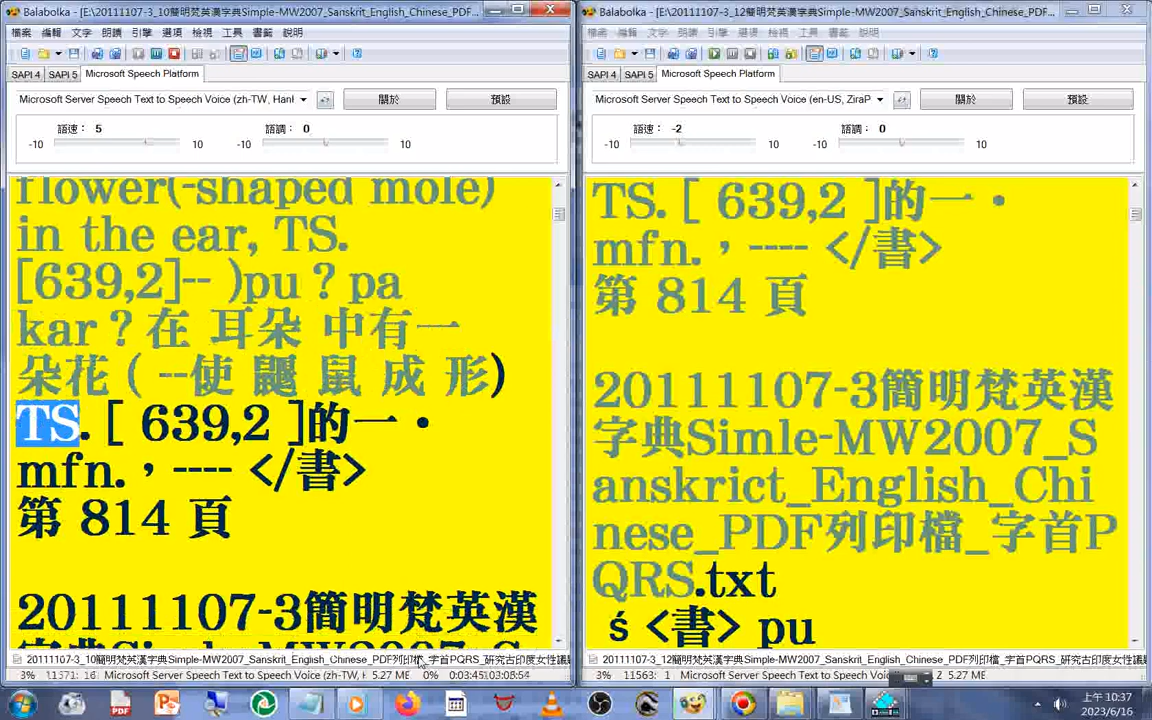 Balabolka - [E:\20111107-3_10簡明梵英漢字典Simple-MW2007_Sanskrit_English_Chinese_PDF...
檔案 編輯 文字 朗讀 引擎 選項 檢視 工具 書籤 說明
SAPI 4 SAPI 5 Microsoft Speech Platform
Microsoft Server Speech Text to Speech Voice (zh-TW, HanH
關於
預設
語速： 5 語調： 0
-10 10 -10 10
flower(-shaped mole)
in the ear, TS.
[639,2]-- )pu ? pa
kar ? 在 耳朵 中有一
朵花 ( --使 鼴 鼠 成 形)
TS. [ 639,2 ]的一．
mfn. ，---- </書>
第 814 頁
20111107-3簡明梵英漢
20111107-3_10簡明梵英漢字典Simple-MW2007_Sanskrit_English_Chinese_PDF列印檔_字首PQRS_研究古印度女性議題
3% 11371: 16 Microsoft Server Speech Text to Speech Voice (zh-TW, H 5.27 MB 0% 0:03:45/03:08:54
Balabolka - [E:\20111107-3_12簡明梵英漢字典Simple-MW2007_Sanskrit_English_Chinese_PDF...
檔案 編輯 文字 朗讀 引擎 選項 檢視 工具 書籤 說明
SAPI 4 SAPI 5 Microsoft Speech Platform
Microsoft Server Speech Text to Speech Voice (en-US, ZiraP
關於
預設
語速： -2 語調： 0
-10 10 -10 10
TS. [ 639,2 ]的一．
mfn. ，---- </書>
第 814 頁
20111107-3簡明梵英漢
字典Simle-MW2007_S
anskrict_English_Chi
nese_PDF列印檔_字首P
QRS.txt
ś <書> pu
20111107-3_12簡明梵英漢字典Simple-MW2007_Sanskrit_English_Chinese_PDF列印檔_字首PQRS_研究古印度女性議題
3% 11563: 1 Microsoft Server Speech Text to Speech Voice (en 5.27 MB
上午 10:37
2023/6/16